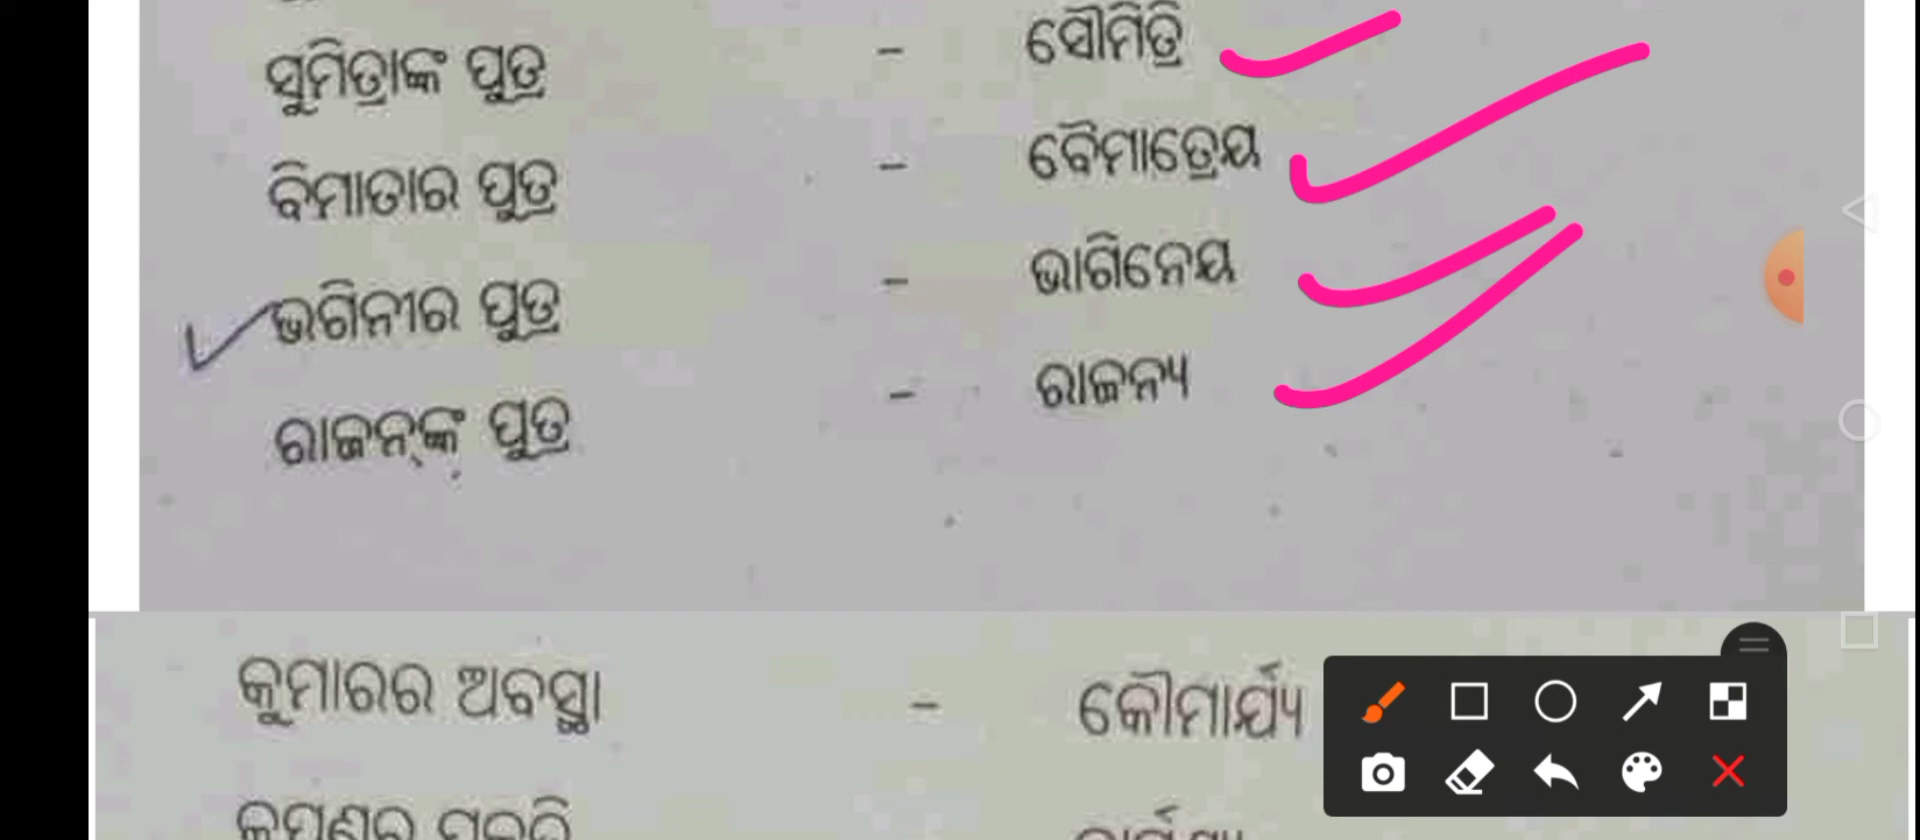 ସୁମିତ୍ରାଙ୍କ ପୁତ୍ର – ସୌମିତ୍ରି
ବିମାତାର ପୁତ୍ର – ବୈମାତ୍ରେୟ
ଭଗିନୀର ପୁତ୍ର – ଭାଗିନେୟ
ରାଜନ୍‌ଙ୍କ ପୁତ୍ର – ରାଜନ୍ୟ
କୁମାରର ଅବସ୍ଥା – କୌମାର୍ଯ୍ୟ